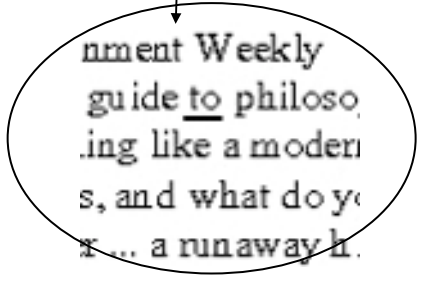 nment Weekly
guide to philoso
ing like a modern
s, and what do yo
r ... a runaway h